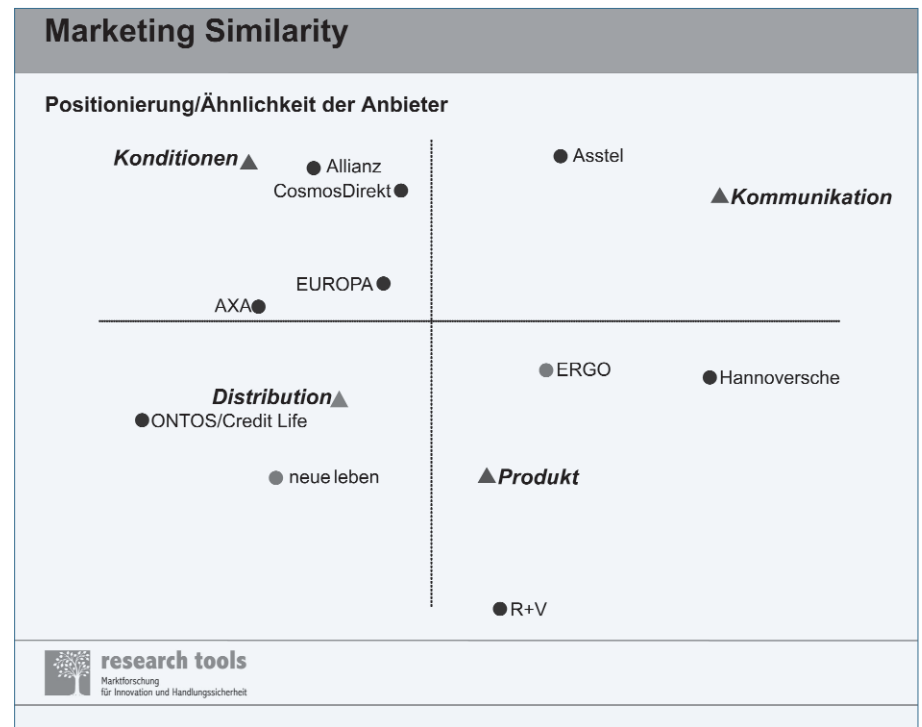 Marketing Similarity
Positionierung/Ähnlichkeit der Anbieter
Konditionen
Allianz
Asstel
CosmosDirekt
Kommunikation
EUROPA
AXA
ERGO
Hannoversche
Distribution
ONTOS/Credit Life
neue leben
Produkt
R+V
research tools
Marktforschung
für Innovation und Handlungssicherheit